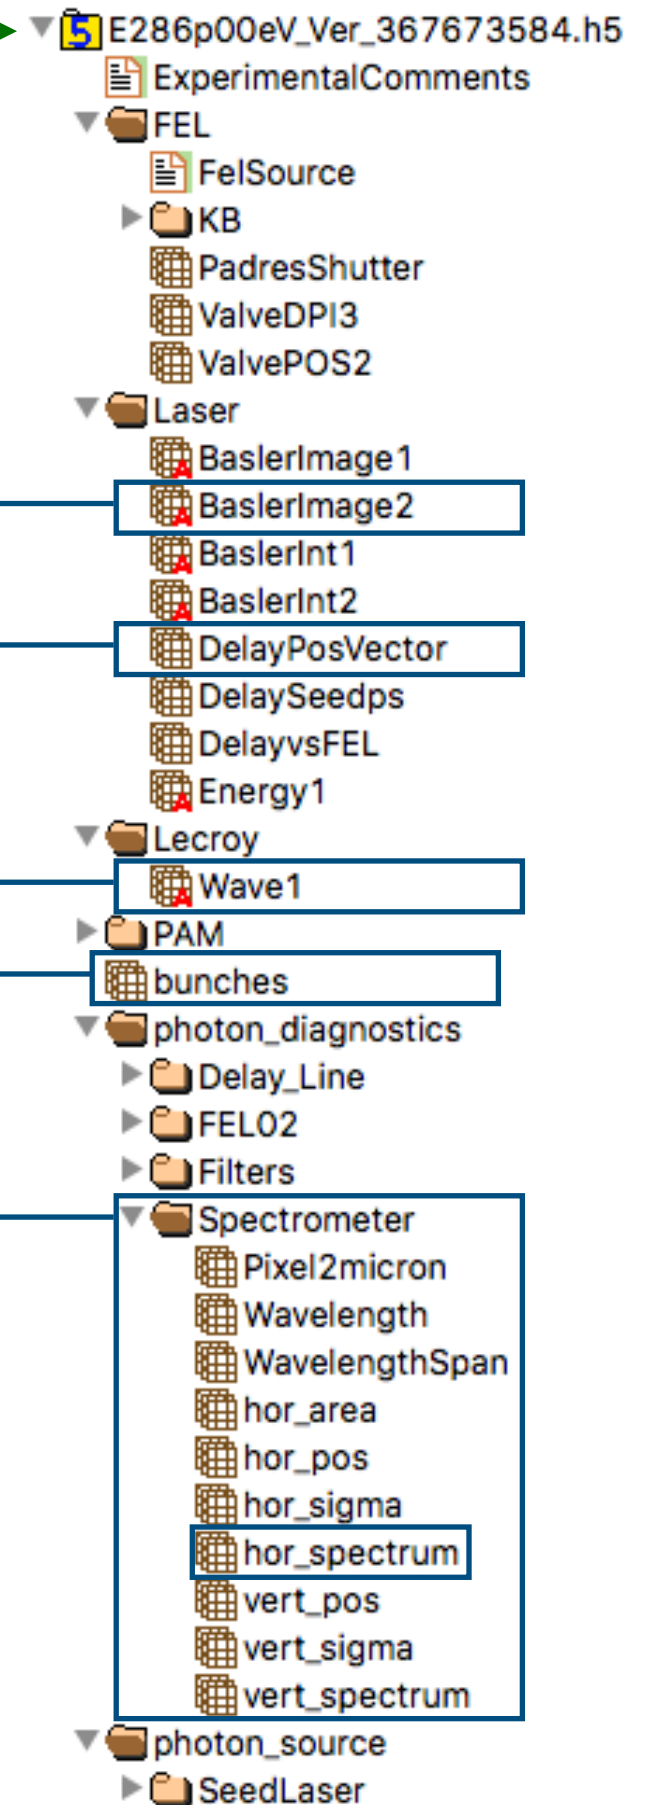 E286p00eV_Ver_367673584.h5
ExperimentalComments
FEL
FelSource
KB
PadresShutter
ValveDPI3
ValvePOS2
Laser
BaslerImage1
BaslerImage2
BaslerInt1
BaslerInt2
DelayPosVector
DelaySeedps
DelayvsFEL
Energy1
Lecroy
Wave1
PAM
bunches
photon_diagnostics
Delay_Line
FEL02
Filters
Spectrometer
Pixel2micron
Wavelength
WavelengthSpan
hor_area
hor_pos
hor_sigma
hor_spectrum
vert_pos
vert_sigma
vert_spectrum
photon_source
SeedLaser